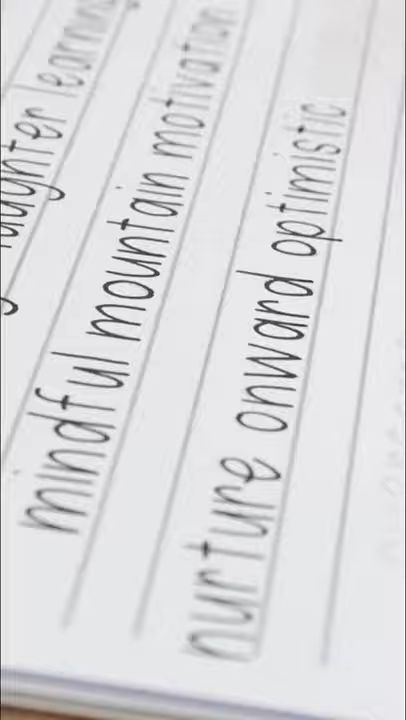 laughter learning
mindful mountain motivation
nurture onward optimistic